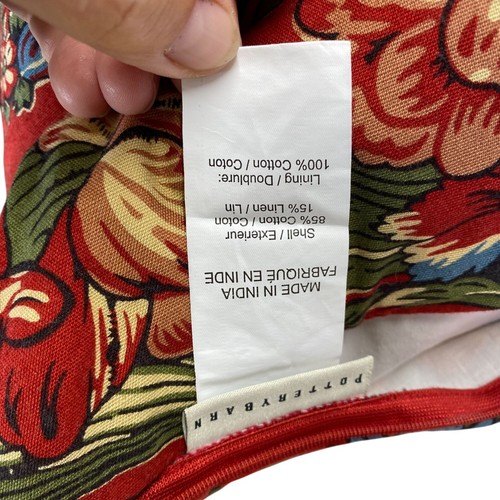 MADE IN INDIA
FABRIQUÉ EN INDE
Shell / Exterieur
85% Cotton / Coton
15% Linen / Lin
Lining / Doublure:
100% Cotton / Coton
POTTERYBARN